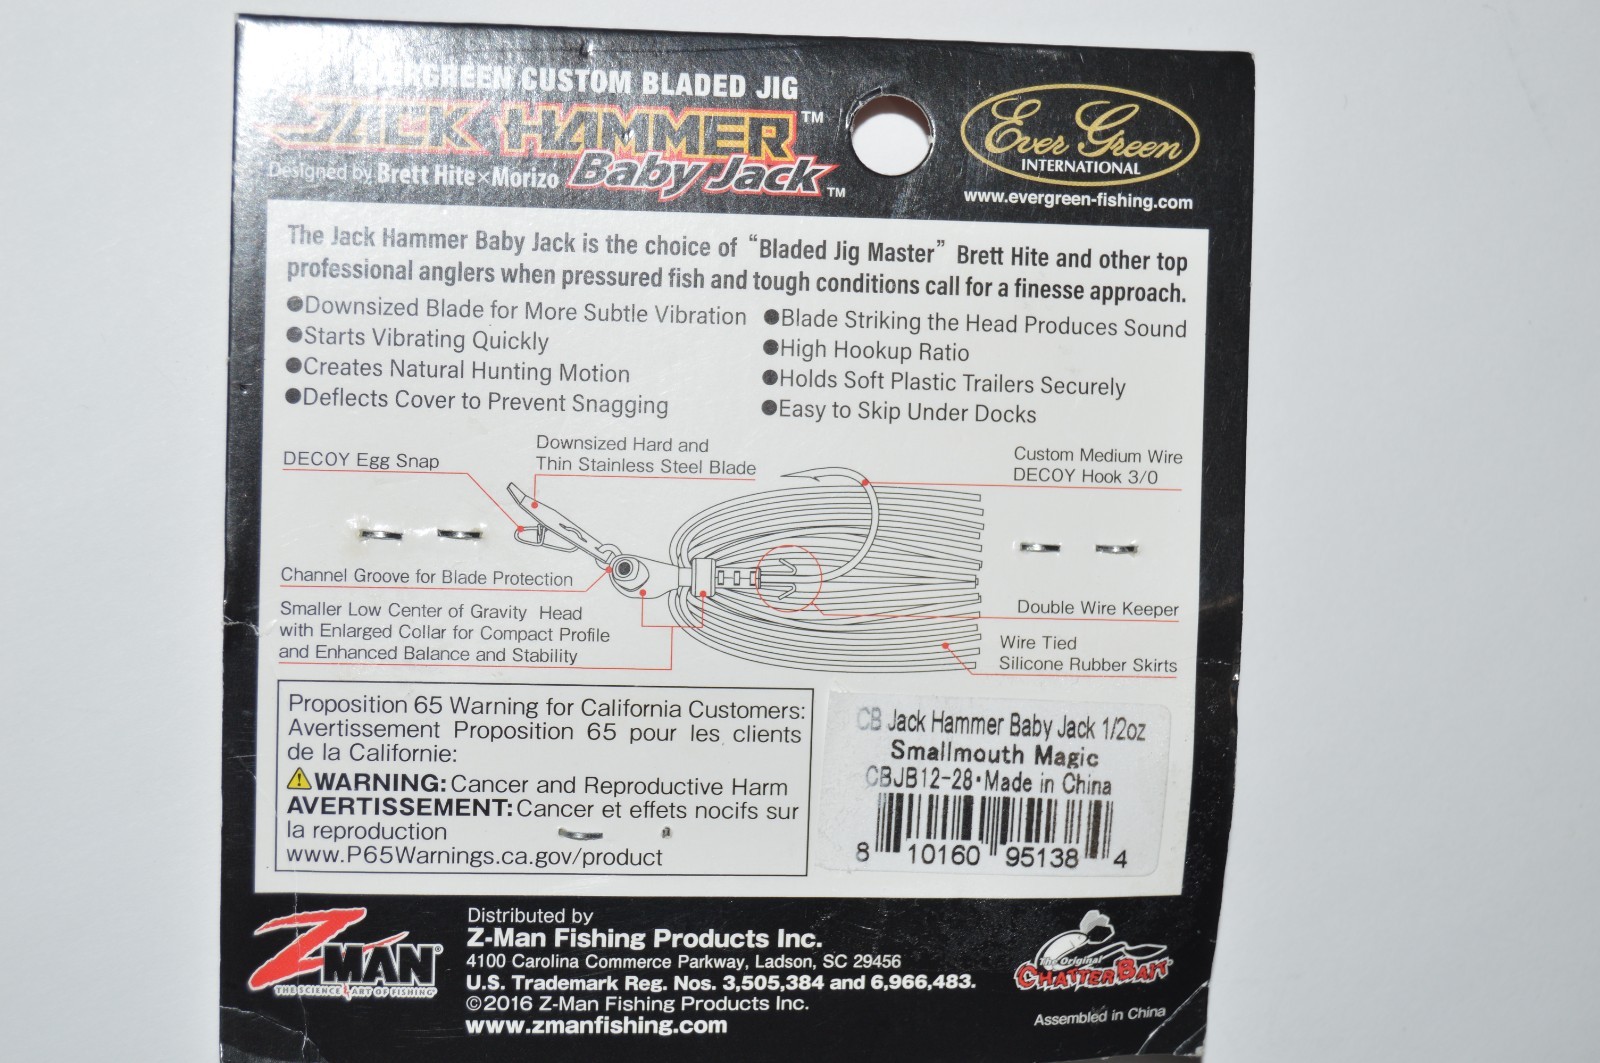 EVERGREEN CUSTOM BLADED JIG
JACK HAMMER™
Designed by Brett Hite×Morizo Baby Jack™
Ever Green
INTERNATIONAL
www.evergreen-fishing.com
The Jack Hammer Baby Jack is the choice of “Bladed Jig Master” Brett Hite and other top
professional anglers when pressured fish and tough conditions call for a finesse approach.
●Downsized Blade for More Subtle Vibration
●Starts Vibrating Quickly
●Creates Natural Hunting Motion
●Deflects Cover to Prevent Snagging
●Blade Striking the Head Produces Sound
●High Hookup Ratio
●Holds Soft Plastic Trailers Securely
●Easy to Skip Under Docks
DECOY Egg Snap
Downsized Hard and
Thin Stainless Steel Blade
Custom Medium Wire
DECOY Hook 3/0
Channel Groove for Blade Protection
Smaller Low Center of Gravity Head
with Enlarged Collar for Compact Profile
and Enhanced Balance and Stability
Double Wire Keeper
Wire Tied
Silicone Rubber Skirts
Proposition 65 Warning for California Customers:
Avertissement Proposition 65 pour les clients
de la Californie:
⚠WARNING: Cancer and Reproductive Harm
AVERTISSEMENT: Cancer et effets nocifs sur
la reproduction
www.P65Warnings.ca.gov/product
CB Jack Hammer Baby Jack 1/2oz
Smallmouth Magic
CBJB12-28•Made in China
8 10160 95138 4
Z-MAN®
THE SCIENCE & ART OF FISHING®
Distributed by
Z-Man Fishing Products Inc.
4100 Carolina Commerce Parkway, Ladson, SC 29456
U.S. Trademark Reg. Nos. 3,505,384 and 6,966,483.
©2016 Z-Man Fishing Products Inc.
www.zmanfishing.com
The Original
CHATTERBAIT®
Assembled in China